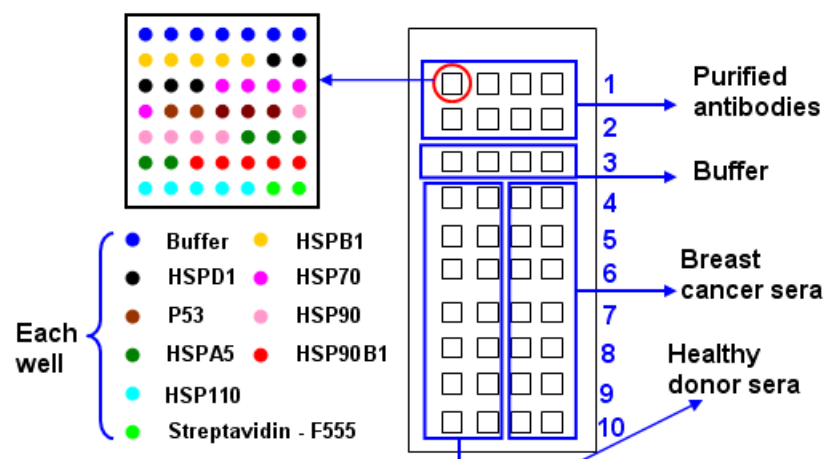 1
2
3
4
5
6
7
8
9
10
Purified
antibodies
Buffer
Breast
cancer sera
Healthy
donor sera
Each
well
Buffer
HSPB1
HSPD1
HSP70
P53
HSP90
HSPA5
HSP90B1
HSP110
Streptavidin - F555